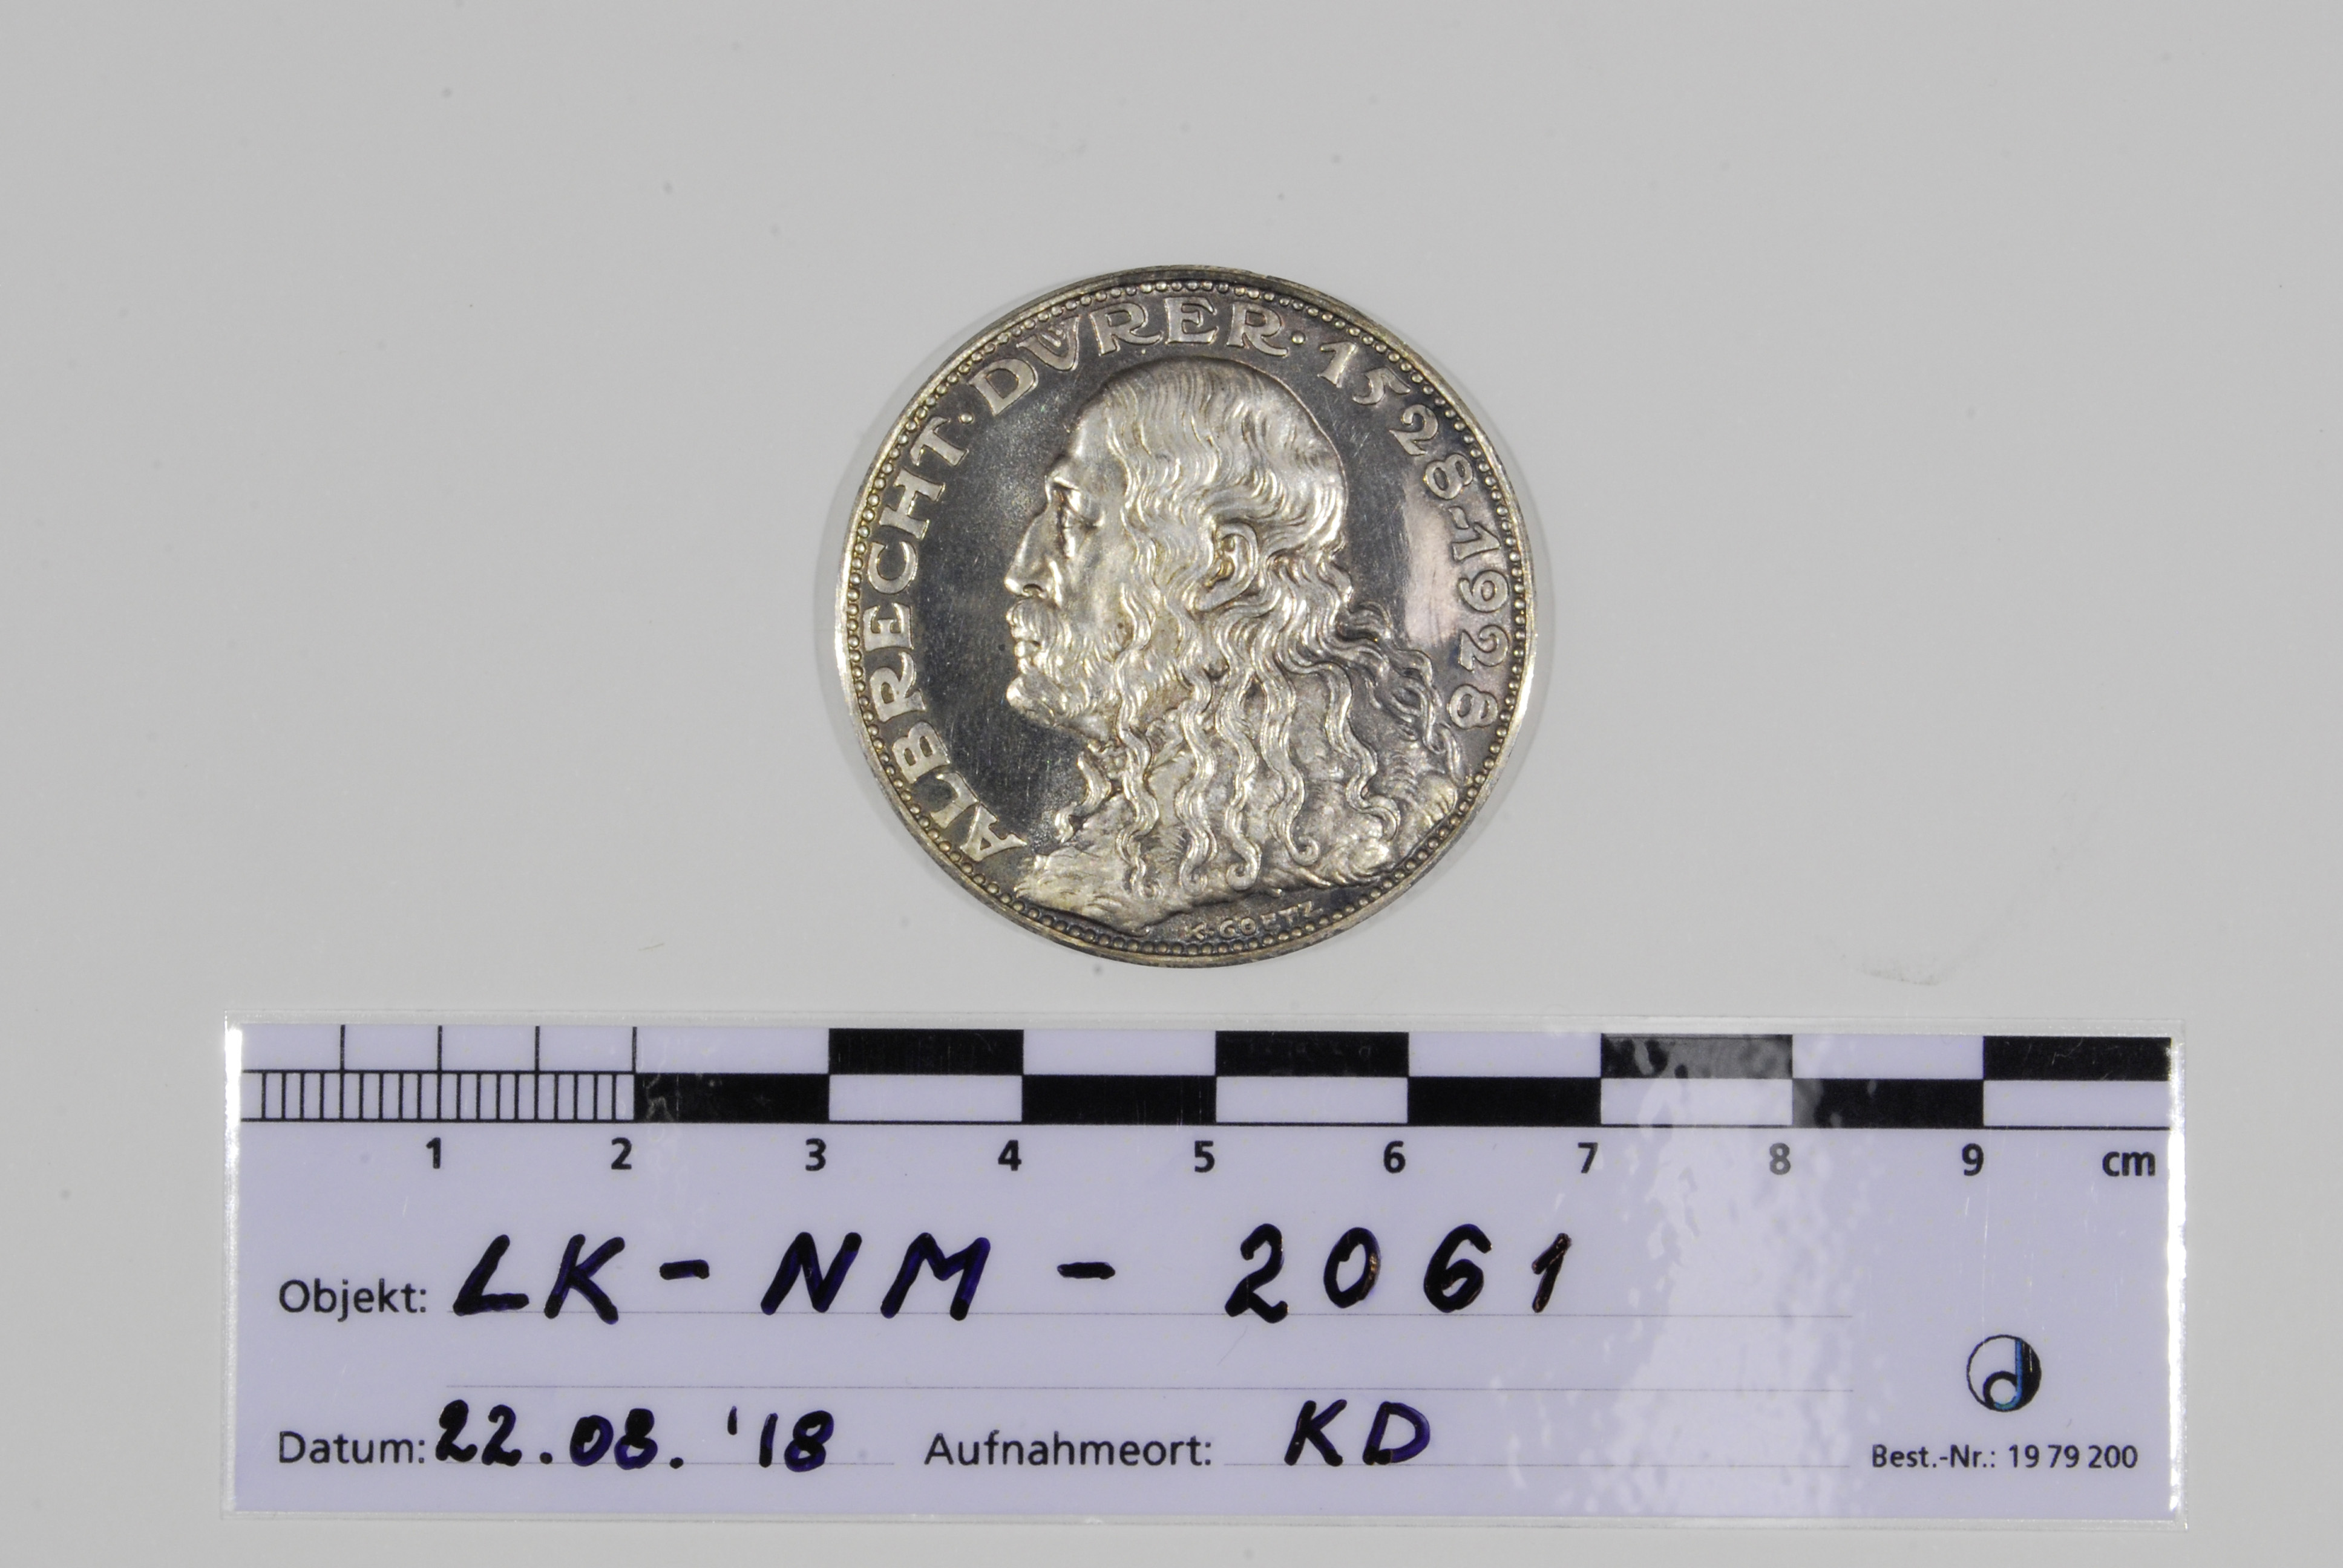 ALBRECHT · DVRER · 1528-1928
K·GOETZ
1 2 3 4 5 6 7 8 9 cm
Objekt: LK-NM-2061
Datum: 22.08.'18 Aufnahmeort: KD
Best.-Nr.: 19 79 200